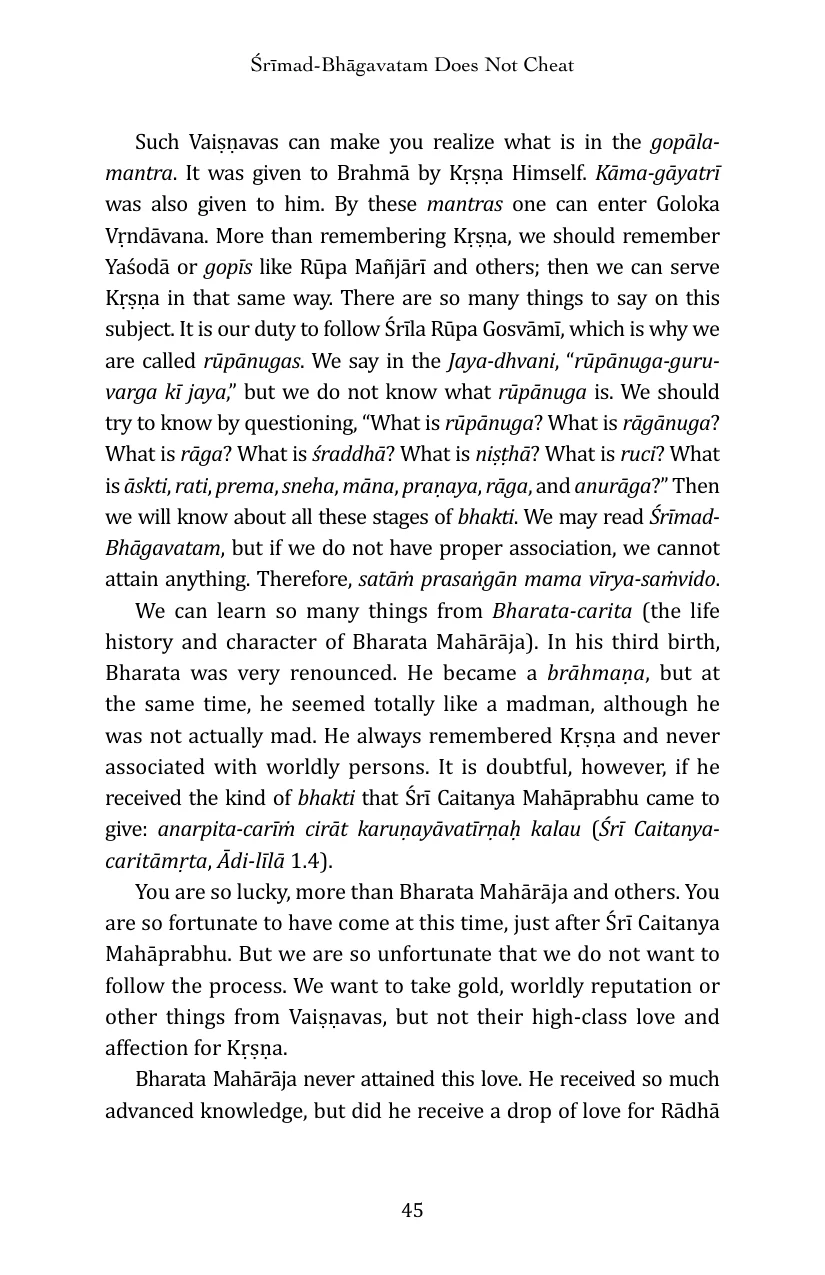 Śrīmad-Bhāgavatam Does Not Cheat
Such Vaiṣṇavas can make you realize what is in the gopāla-
mantra. It was given to Brahmā by Kṛṣṇa Himself. Kāma-gāyatrī
was also given to him. By these mantras one can enter Goloka
Vṛndāvana. More than remembering Kṛṣṇa, we should remember
Yaśodā or gopīs like Rūpa Mañjārī and others; then we can serve
Kṛṣṇa in that same way. There are so many things to say on this
subject. It is our duty to follow Śrīla Rūpa Gosvāmī, which is why we
are called rūpānugas. We say in the Jaya-dhvani, “rūpānuga-guru-
varga kī jaya,” but we do not know what rūpānuga is. We should
try to know by questioning, “What is rūpānuga? What is rāgānuga?
What is rāga? What is śraddhā? What is niṣṭhā? What is ruci? What
is āskti, rati, prema, sneha, māna, praṇaya, rāga, and anurāga?” Then
we will know about all these stages of bhakti. We may read Śrīmad-
Bhāgavatam, but if we do not have proper association, we cannot
attain anything. Therefore, satāṁ prasaṅgān mama vīrya-saṁvido.
We can learn so many things from Bharata-carita (the life
history and character of Bharata Mahārāja). In his third birth,
Bharata was very renounced. He became a brāhmaṇa, but at
the same time, he seemed totally like a madman, although he
was not actually mad. He always remembered Kṛṣṇa and never
associated with worldly persons. It is doubtful, however, if he
received the kind of bhakti that Śrī Caitanya Mahāprabhu came to
give: anarpita-carīṁ cirāt karuṇayāvatīrṇaḥ kalau (Śrī Caitanya-
caritāmṛta, Ādi-līlā 1.4).
You are so lucky, more than Bharata Mahārāja and others. You
are so fortunate to have come at this time, just after Śrī Caitanya
Mahāprabhu. But we are so unfortunate that we do not want to
follow the process. We want to take gold, worldly reputation or
other things from Vaiṣṇavas, but not their high-class love and
affection for Kṛṣṇa.
Bharata Mahārāja never attained this love. He received so much
advanced knowledge, but did he receive a drop of love for Rādhā
45